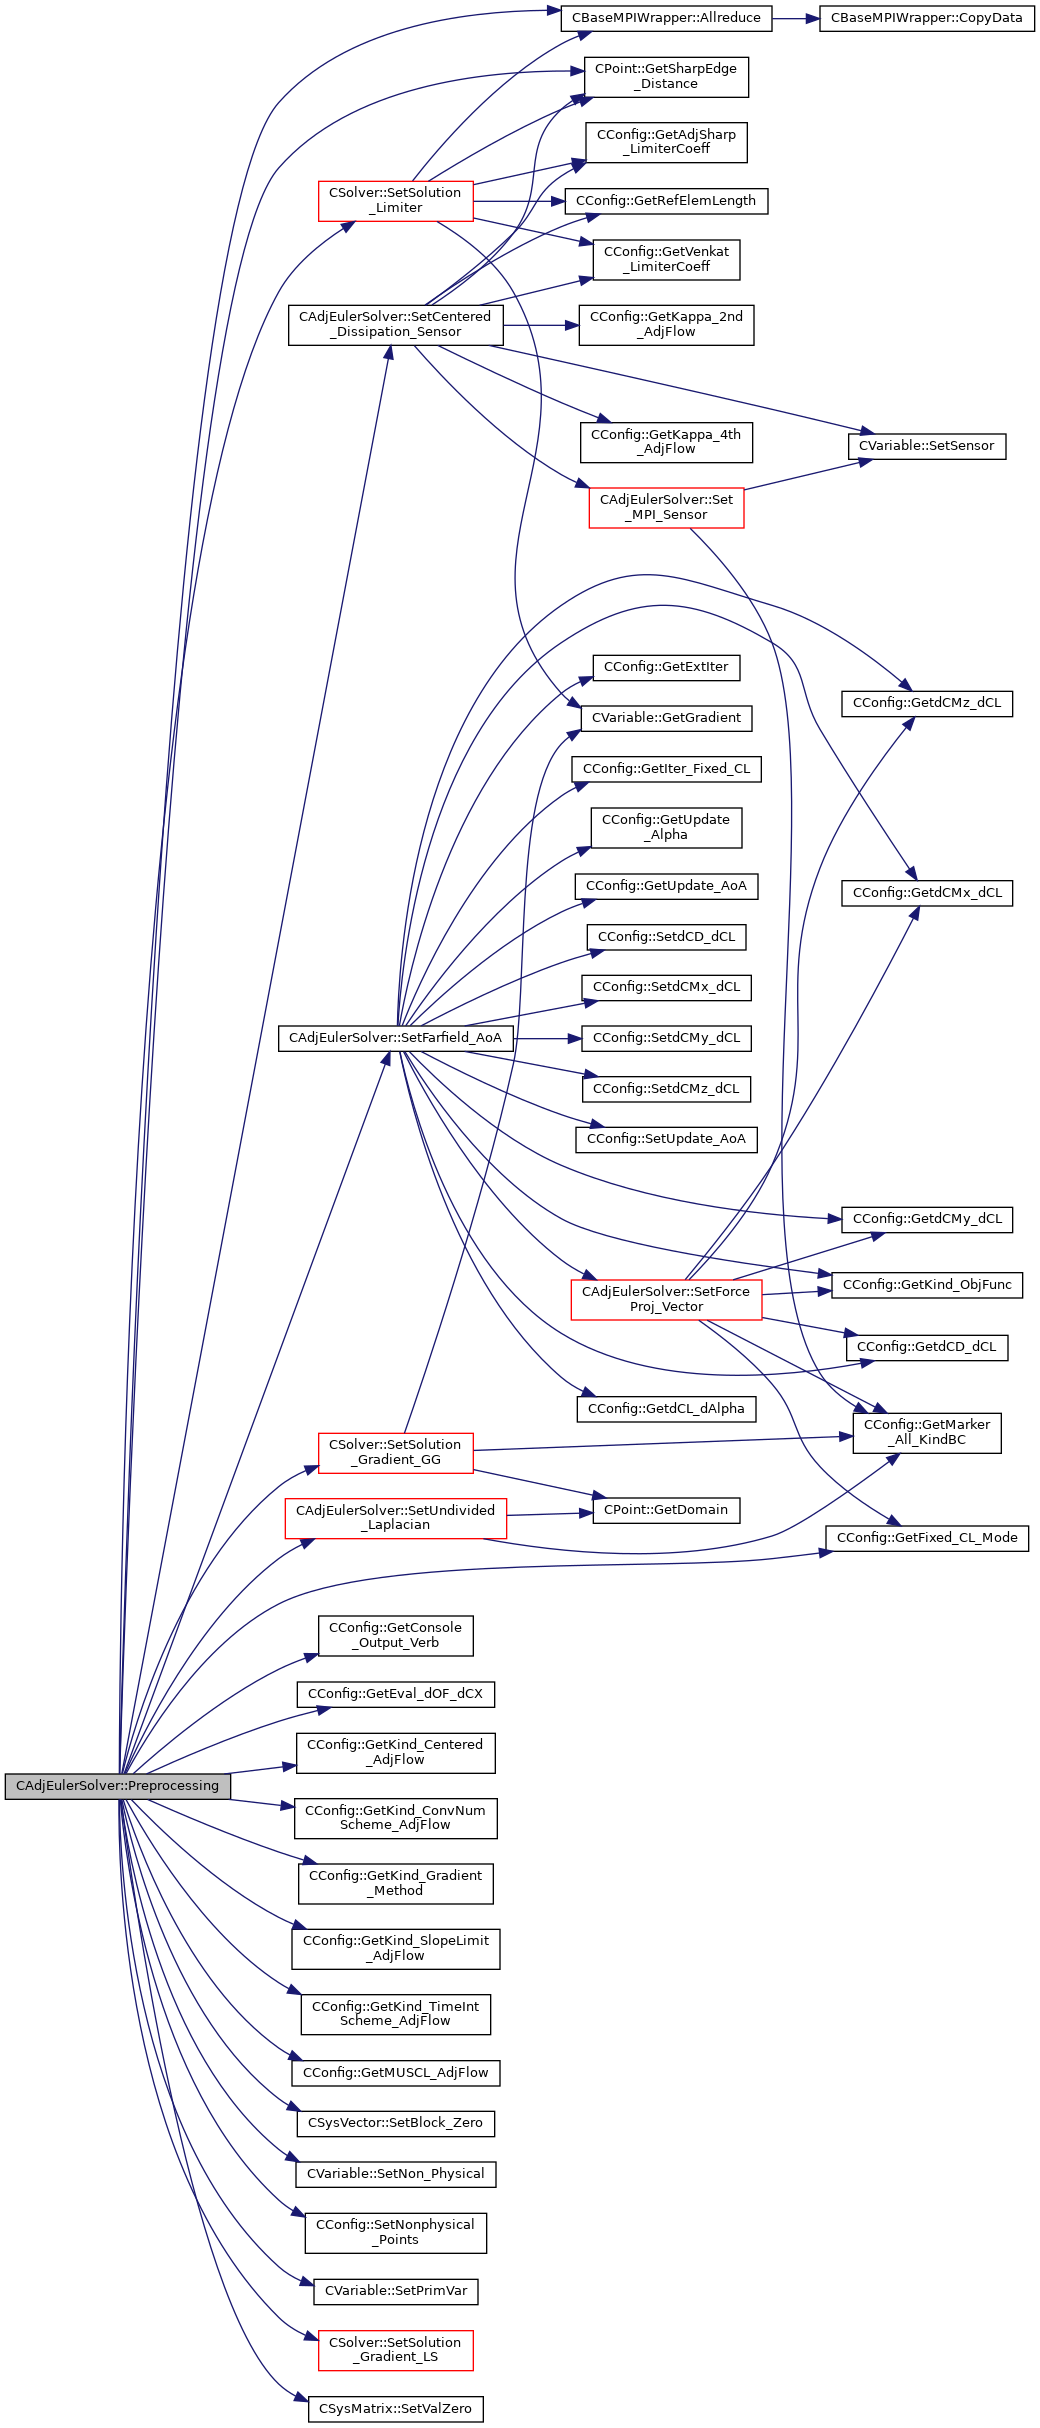 CBaseMPIWrapper::Allreduce
CBaseMPIWrapper::CopyData
CPoint::GetSharpEdge
_Distance
CConfig::GetAdjSharp
_LimiterCoeff
CSolver::SetSolution
_Limiter
CConfig::GetRefElemLength
CConfig::GetVenkat
_LimiterCoeff
CAdjEulerSolver::SetCentered
_Dissipation_Sensor
CConfig::GetKappa_2nd
_AdjFlow
CConfig::GetKappa_4th
_AdjFlow
CVariable::SetSensor
CAdjEulerSolver::Set
_MPI_Sensor
CConfig::GetExtIter
CConfig::GetdCMz_dCL
CVariable::GetGradient
CConfig::GetIter_Fixed_CL
CConfig::GetUpdate
_Alpha
CConfig::GetUpdate_AoA
CConfig::GetdCMx_dCL
CConfig::SetdCD_dCL
CConfig::SetdCMx_dCL
CAdjEulerSolver::SetFarfield_AoA
CConfig::SetdCMy_dCL
CConfig::SetdCMz_dCL
CConfig::SetUpdate_AoA
CConfig::GetdCMy_dCL
CConfig::GetKind_ObjFunc
CAdjEulerSolver::SetForce
Proj_Vector
CConfig::GetdCD_dCL
CConfig::GetdCL_dAlpha
CConfig::GetMarker
_All_KindBC
CSolver::SetSolution
_Gradient_GG
CAdjEulerSolver::SetUndivided
_Laplacian
CPoint::GetDomain
CConfig::GetFixed_CL_Mode
CConfig::GetConsole
_Output_Verb
CConfig::GetEval_dOF_dCX
CConfig::GetKind_Centered
_AdjFlow
CAdjEulerSolver::Preprocessing
CConfig::GetKind_ConvNum
Scheme_AdjFlow
CConfig::GetKind_Gradient
_Method
CConfig::GetKind_SlopeLimit
_AdjFlow
CConfig::GetKind_TimeInt
Scheme_AdjFlow
CConfig::GetMUSCL_AdjFlow
CSysVector::SetBlock_Zero
CVariable::SetNon_Physical
CConfig::SetNonphysical
_Points
CVariable::SetPrimVar
CSolver::SetSolution
_Gradient_LS
CSysMatrix::SetValZero